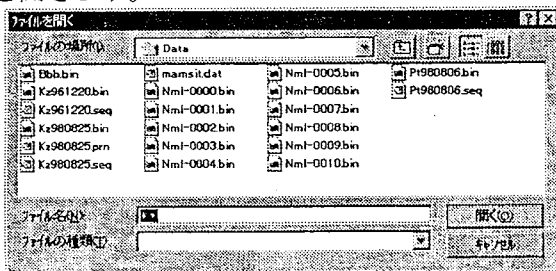 ファイルを開く
ファイルの場所(I): Data
Bbb.bin
Kz961220.bin
Kz961220.seq
Kz980825.bin
Kz980825.prn
Kz980825.seq
mamsit.dat
Nml-0000.bin
Nml-0001.bin
Nml-0002.bin
Nml-0003.bin
Nml-0004.bin
Nml-0005.bin
Nml-0006.bin
Nml-0007.bin
Nml-0008.bin
Nml-0009.bin
Nml-0010.bin
Pt980806.bin
Pt980806.seq
ファイル名(N):
開く(O)
ファイルの種類(T):
キャンセル